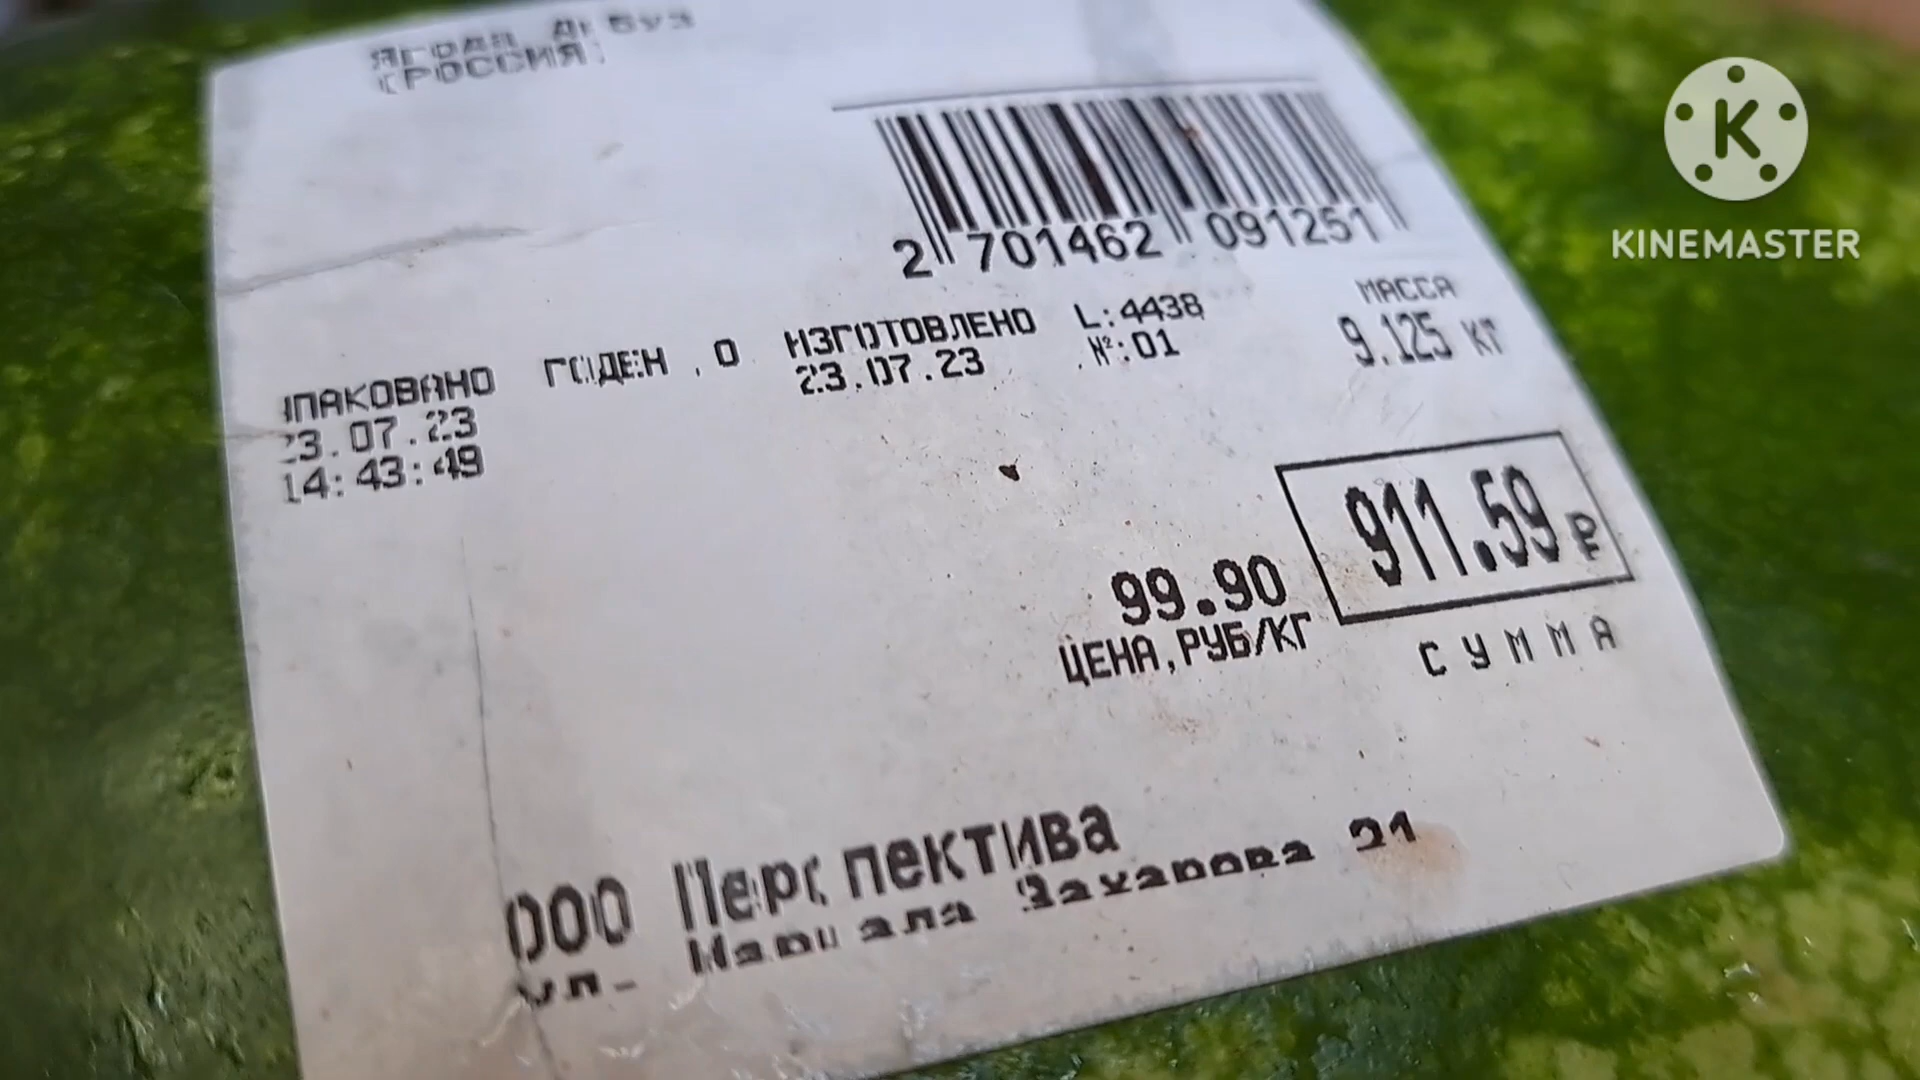 Ягода Арбуз
(РОССИЯ)
2 701462 091251
УПАКОВАНО ГОДЕН ДО ИЗГОТОВЛЕНО L:4438 МАССА
23.07.23 23.07.23 №:01 9.125 кг
14:43:49
99.90 911.59 ₽
ЦЕНА,РУБ/КГ СУММА
ООО Перспектива
ул. Маршала Захарова 21
K
KINEMASTER